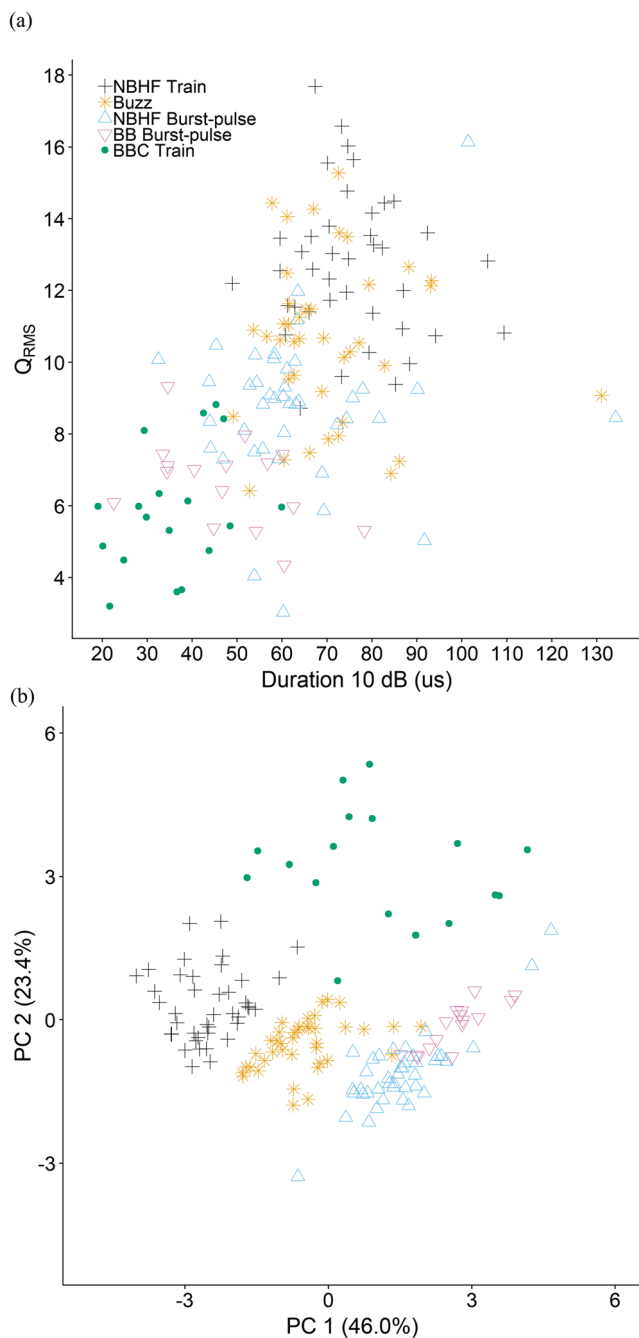 (a)
18
16
14
12
10
8
6
4
Q RMS
NBHF Train
Buzz
NBHF Burst-pulse
BB Burst-pulse
BBC Train
20 30 40 50 60 70 80 90 100 110 120 130
Duration 10 dB (us)
(b)
6
3
0
-3
PC 2 (23.4%)
-3 0 3 6
PC 1 (46.0%)